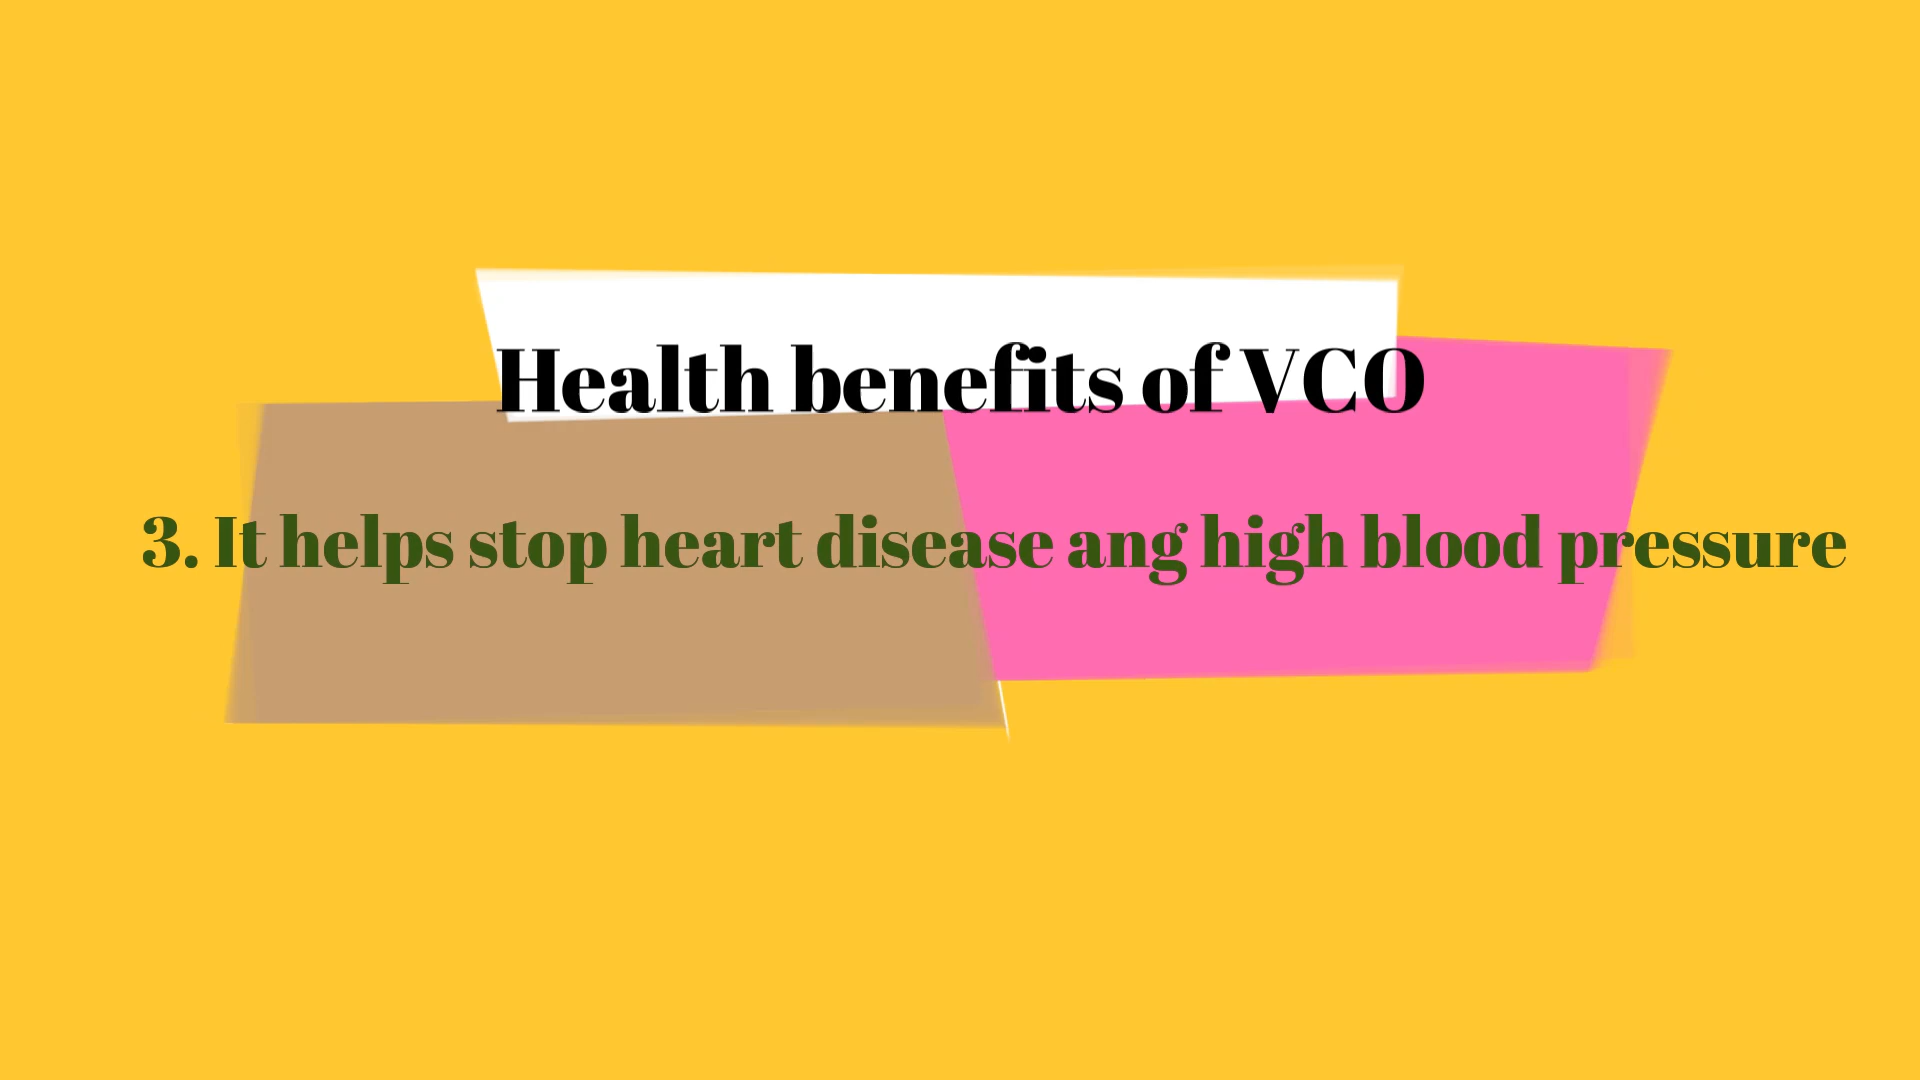 Health benefits of VCO
3. It helps stop heart disease ang high blood pressure